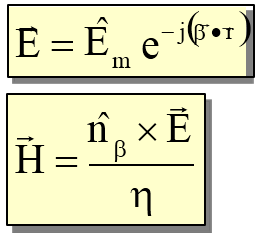 E⃗ = Ê_m e^{-j(β⃗•r⃗)}
H⃗ = (n̂_β × E⃗) / η